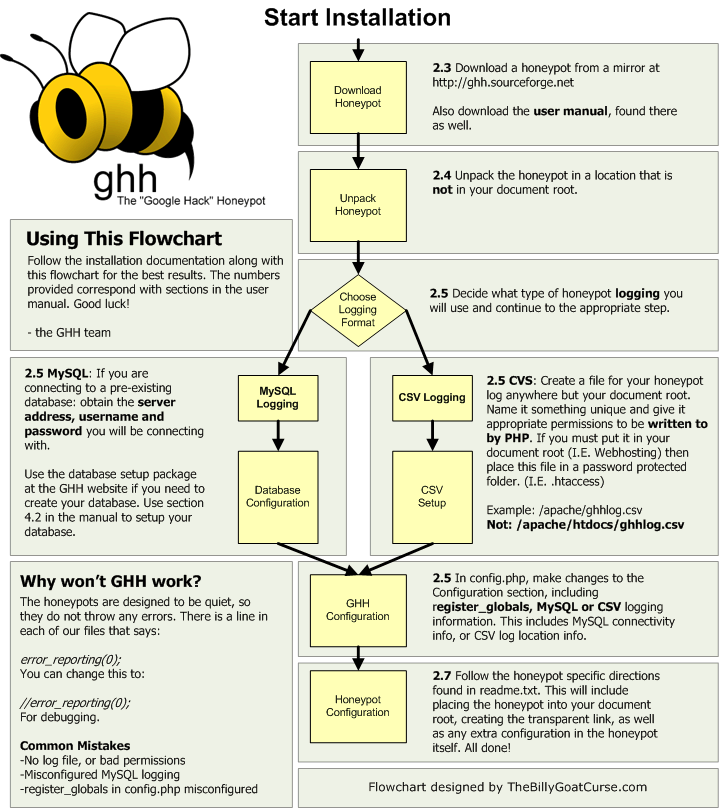 Start Installation
ghh
The "Google Hack" Honeypot
Download
Honeypot
2.3 Download a honeypot from a mirror at
http://ghh.sourceforge.net
Also download the user manual, found there
as well.
Unpack
Honeypot
2.4 Unpack the honeypot in a location that is
not in your document root.
Using This Flowchart
Follow the installation documentation along with
this flowchart for the best results. The numbers
provided correspond with sections in the user
manual. Good luck!
- the GHH team
Choose
Logging
Format
2.5 Decide what type of honeypot logging you
will use and continue to the appropriate step.
2.5 MySQL: If you are
connecting to a pre-existing
database: obtain the server
address, username and
password you will be connecting
with.
Use the database setup package
at the GHH website if you need to
create your database. Use section
4.2 in the manual to setup your
database.
MySQL
Logging
Database
Configuration
CSV Logging
CSV
Setup
2.5 CVS: Create a file for your honeypot
log anywhere but your document root.
Name it something unique and give it
appropriate permissions to be written to
by PHP. If you must put it in your
document root (I.E. Webhosting) then
place this file in a password protected
folder. (I.E. .htaccess)
Example: /apache/ghhlog.csv
Not: /apache/htdocs/ghhlog.csv
Why won't GHH work?
The honeypots are designed to be quiet, so
they do not throw any errors. There is a line in
each of our files that says:
error_reporting(0);
You can change this to:
//error_reporting(0);
For debugging.
Common Mistakes
-No log file, or bad permissions
-Misconfigured MySQL logging
-register_globals in config.php misconfigured
GHH
Configuration
2.5 In config.php, make changes to the
Configuration section, including
register_globals, MySQL or CSV logging
information. This includes MySQL connectivity
info, or CSV log location info.
Honeypot
Configuration
2.7 Follow the honeypot specific directions
found in readme.txt. This will include
placing the honeypot into your document
root, creating the transparent link, as well
as any extra configuration in the honeypot
itself. All done!
Flowchart designed by TheBillyGoatCurse.com